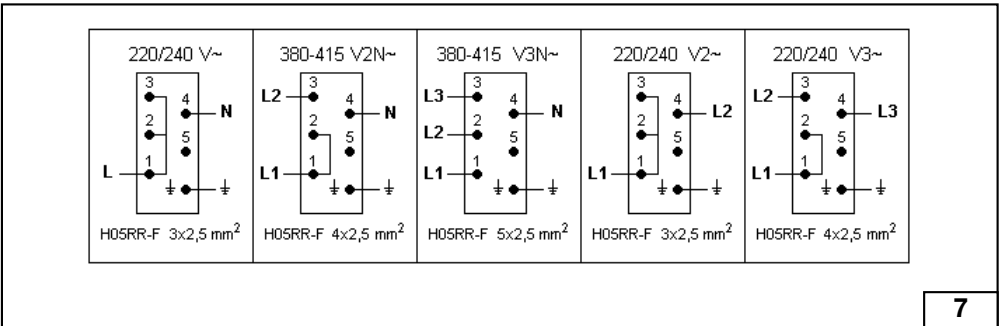 220/240 V~
3
2
1
4
5
L
N
⏚
⏚
H05RR-F 3x2,5 mm²
380-415 V2N~
3
2
1
4
5
L2
L1
N
⏚
⏚
H05RR-F 4x2,5 mm²
380-415 V3N~
3
2
1
4
5
L3
L2
L1
N
⏚
⏚
H05RR-F 5x2,5 mm²
220/240 V2~
3
2
1
4
5
L1
L2
⏚
⏚
H05RR-F 3x2,5 mm²
220/240 V3~
3
2
1
4
5
L2
L1
L3
⏚
⏚
H05RR-F 4x2,5 mm²
7